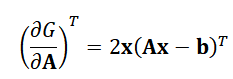 (∂G/∂A)ᵀ = 2x(Ax − b)ᵀ